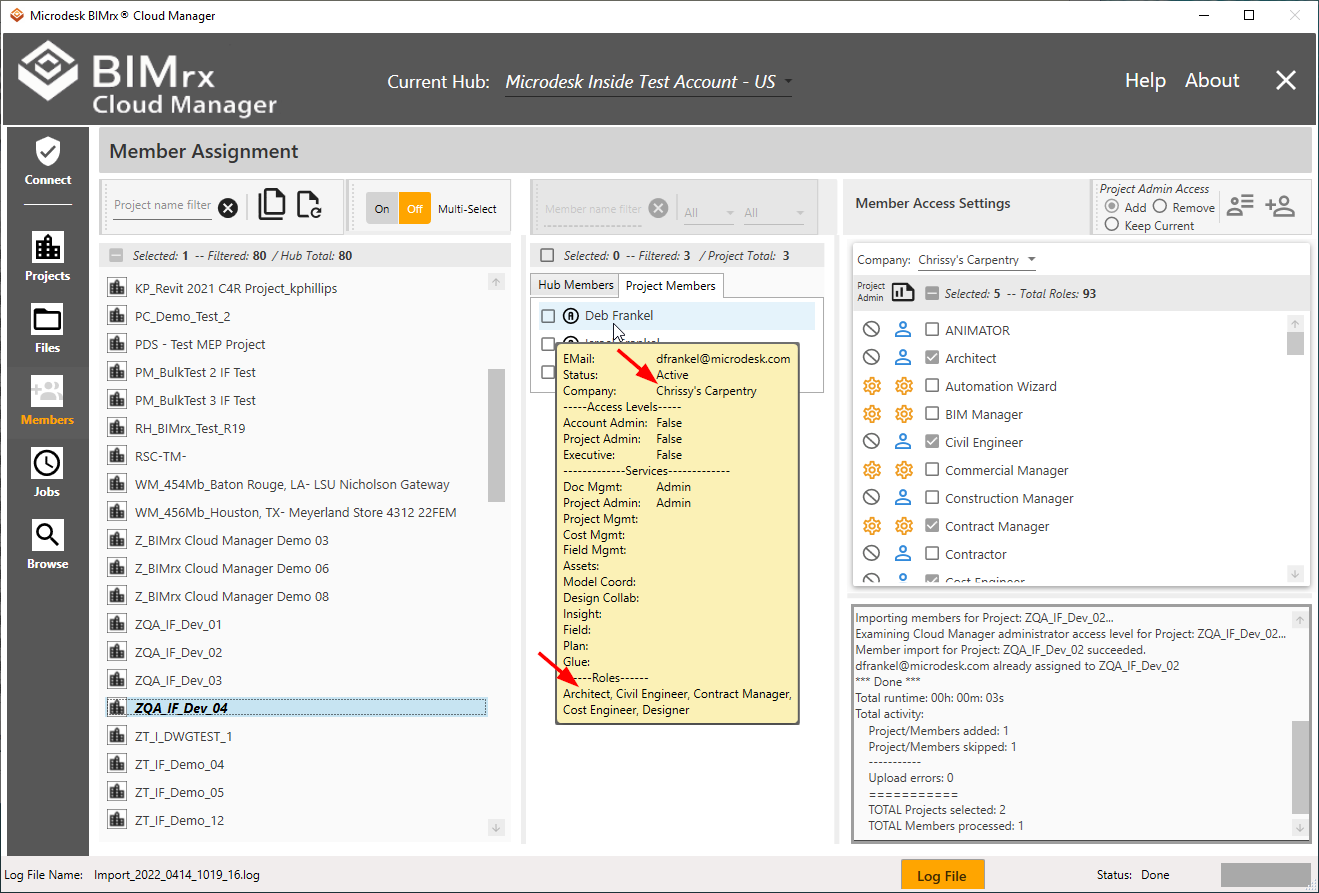 Microdesk BIMrx® Cloud Manager
BIMrx
Cloud Manager
Current Hub: Microdesk Inside Test Account - US
Help About
Connect
Projects
Files
Members
Jobs
Browse
Member Assignment
Project name filter
On Off Multi-Select
Selected: 1 -- Filtered: 80 / Hub Total: 80
KP_Revit 2021 C4R Project_kphillips
PC_Demo_Test_2
PDS - Test MEP Project
PM_BulkTest 2 IF Test
PM_BulkTest 3 IF Test
RH_BIMrx_Test_R19
RSC-TM-
WM_454Mb_Baton Rouge, LA- LSU Nicholson Gateway
WM_456Mb_Houston, TX- Meyerland Store 4312 22FEM
Z_BIMrx Cloud Manager Demo 03
Z_BIMrx Cloud Manager Demo 06
Z_BIMrx Cloud Manager Demo 08
ZQA_IF_Dev_01
ZQA_IF_Dev_02
ZQA_IF_Dev_03
ZQA_IF_Dev_04
ZT_I_DWGTEST_1
ZT_IF_Demo_04
ZT_IF_Demo_05
ZT_IF_Demo_12
Member name filter
All All
Selected: 0 -- Filtered: 3 / Project Total: 3
Hub Members Project Members
Deb Frankel
EMail: dfrankel@microdesk.com
Status: Active
Company: Chrissy's Carpentry
-----Access Levels-----
Account Admin: False
Project Admin: False
Executive: False
-------------Services-------------
Doc Mgmt: Admin
Project Admin: Admin
Project Mgmt:
Cost Mgmt:
Field Mgmt:
Assets:
Model Coord:
Design Collab:
Insight:
Field:
Plan:
Glue:
-----Roles------
Architect, Civil Engineer, Contract Manager,
Cost Engineer, Designer
Member Access Settings
Project Admin Access
Add Remove
Keep Current
Company: Chrissy's Carpentry
Project
Admin
Selected: 5 -- Total Roles: 93
ANIMATOR
Architect
Automation Wizard
BIM Manager
Civil Engineer
Commercial Manager
Construction Manager
Contract Manager
Contractor
Cost Engineer
Importing members for Project: ZQA_IF_Dev_02...
Examining Cloud Manager administrator access level for Project: ZQA_IF_Dev_02...
Member import for Project: ZQA_IF_Dev_02 succeeded.
dfrankel@microdesk.com already assigned to ZQA_IF_Dev_02
*** Done ***
Total runtime: 00h: 00m: 03s
Total activity:
Project/Members added: 1
Project/Members skipped: 1
-----------
Upload errors: 0
===========
TOTAL Projects selected: 2
TOTAL Members processed: 1
Log File Name: Import_2022_0414_1019_16.log
Log File
Status: Done